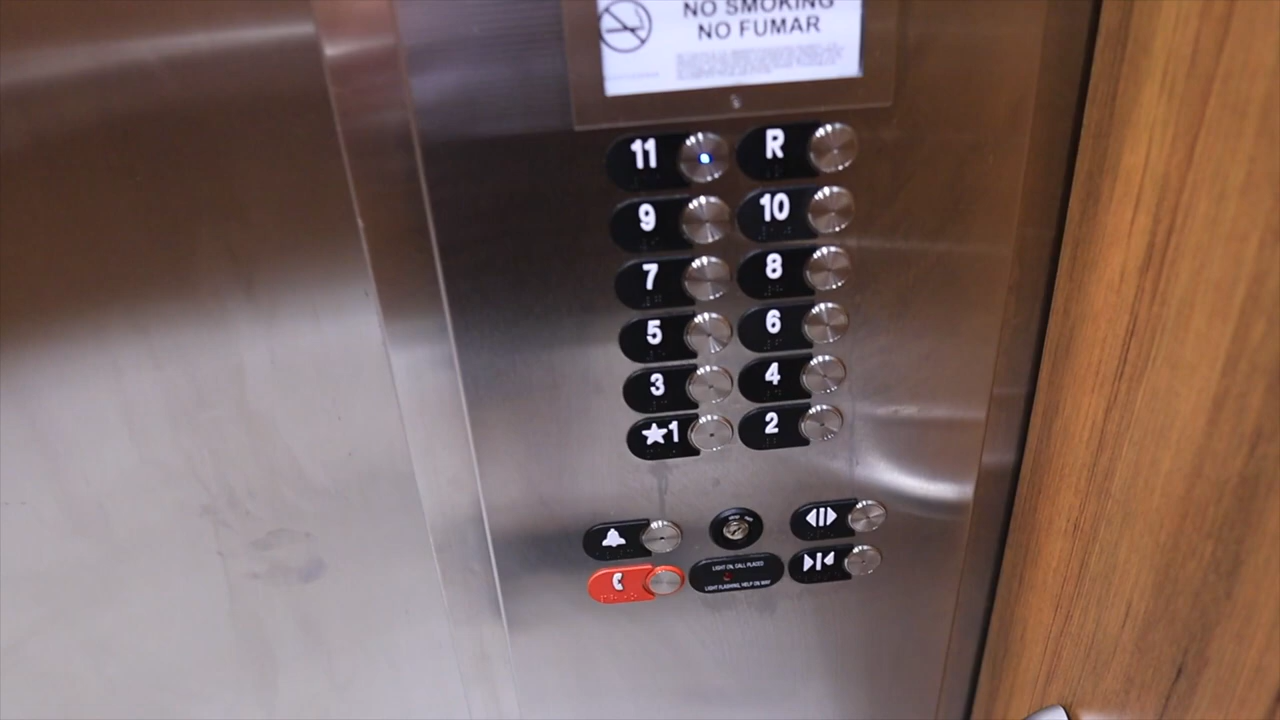 NO SMOKING
NO FUMAR
11 R
9 10
7 8
5 6
3 4
★1 2
LIGHT ON, CALL PLACED
LIGHT FLASHING, HELP ON WAY